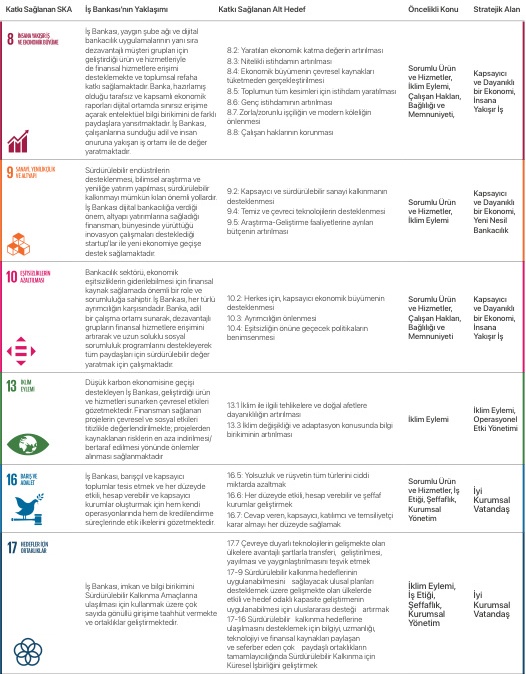 Katkı Sağlanan SKA
İş Bankası'nın Yaklaşımı
Katkı Sağlanan Alt Hedef
Öncelikli Konu
Stratejik Alan
8 İNSANA YAKIŞIR İŞ
VE EKONOMİK BÜYÜME
İş Bankası, yaygın şube ağı ve dijital
bankacılık uygulamalarının yanı sıra
dezavantajlı müşteri grupları için
geliştirdiği ürün ve hizmetleriyle
de finansal hizmetlere erişimi
desteklemekte ve toplumsal refaha
katkı sağlamaktadır. Banka, hazırlamış
olduğu tarafsız ve kapsamlı ekonomik
raporları dijital ortamda sınırsız erişime
açarak entelektüel bilgi birikimini de farklı
paydaşlara yansıtmaktadır. İş Bankası,
çalışanlarına sunduğu adil ve insan
onuruna yakışan iş ortamı ile de değer
yaratmaktadır.
8.2: Yaratılan ekonomik katma değerin artırılması
8.3: Nitelikli istihdamın artırılması
8.4: Ekonomik büyümenin çevresel kaynakları
tüketmeden gerçekleştirilmesi
8.5: Toplumun tüm kesimleri için istihdam yaratılması
8.6: Genç istihdamının artırılması
8.7. Zorla/zorunlu işçiliğin ve modern köleliğin
önlenmesi
8.8: Çalışan haklarının korunması
Sorumlu Ürün
ve Hizmetler,
İklim Eylemi,
Çalışan Hakları,
Bağlılığı ve
Memnuniyeti,
Kapsayıcı
ve Dayanıklı
bir Ekonomi,
İnsana
Yakışır İş
9 SANAYİ, YENİLİKÇİLİK
VE ALTYAPI
Sürdürülebilir endüstrilerin
desteklenmesi, bilimsel araştırma ve
yeniliğe yatırım yapılması, sürdürülebilir
kalkınmayı mümkün kılan önemli yollardır.
İş Bankası dijital bankacılığa verdiği
önem, altyapı yatırımlarına sağladığı
finansman, bünyesinde yürüttüğü
inovasyon çalışmaları desteklediği
startup'lar ile yeni ekonomiye geçişe
destek sağlamaktadır.
9.2: Kapsayıcı ve sürdürülebilir sanayi kalkınmanın
desteklenmesi
9.4: Temiz ve çevreci teknolojilerin desteklenmesi
9.5: Araştırma-Geliştirme faaliyetlerine ayrılan
bütçenin artırılması
Sorumlu Ürün
ve Hizmetler,
İklim Eylemi
Kapsayıcı
ve Dayanıklı
bir Ekonomi,
Yeni Nesil
Bankacılık
10 EŞİTSİZLİKLERİN
AZALTILMASI
Bankacılık sektörü, ekonomik
eşitsizliklerin giderilebilmesi için finansal
kaynak sağlamada önemli bir role ve
sorumluluğa sahiptir. İş Bankası, her türlü
ayrımcılığın karşısındadır. Banka, adil
bir çalışma ortamı sunarak, dezavantajlı
grupların finansal hizmetlere erişimini
artırarak ve uzun soluklu sosyal
sorumluluk programlarını destekleyerek
tüm paydaşları için sürdürülebilir değer
yaratmak için çalışmaktadır.
10.2: Herkes için, kapsayıcı ekonomik büyümenin
desteklenmesi
10.3: Ayrımcılığın önlenmesi
10.4: Eşitsizliğin önüne geçecek politikaların
benimsenmesi
Sorumlu Ürün
ve Hizmetler,
Çalışan Hakları,
Bağlılığı ve
Memnuniyeti
Kapsayıcı
ve Dayanıklı
bir Ekonomi,
İnsana
Yakışır İş
13 İKLİM
EYLEMİ
Düşük karbon ekonomisine geçişi
destekleyen İş Bankası, geliştirdiği ürün
ve hizmetleri sunarken çevresel etkileri
gözetmektedir. Finansman sağlanan
projelerin çevresel ve sosyal etkileri
titizlikle değerlendirilmekte, projelerden
kaynaklanan risklerin en aza indirilmesi/
bertaraf edilmesi yönünde önlemler
alınması sağlanmaktadır
13.1 İklim ile ilgili tehlikelere ve doğal afetlere
dayanıklılığın artırılması
13.3 İklim değişikliği ve adaptasyon konusunda bilgi
birikiminin artırılması
İklim Eylemi
İklim Eylemi,
Operasyonel
Etki Yönetimi
16 BARIŞ VE
ADALET
İş Bankası, barışçıl ve kapsayıcı
toplumlar tesis etmek ve her düzeyde
etkili, hesap verebilir ve kapsayıcı
kurumlar oluşturmak için hem kendi
operasyonlarında hem de kredilendirme
süreçlerinde etik ilkelerini gözetmektedir.
16.5: Yolsuzluk ve rüşvetin tüm türlerini ciddi
miktarda azaltmak
16.6: Her düzeyde etkili, hesap verebilir ve şeffaf
kurumlar geliştirmek
16.7: Cevap veren, kapsayıcı, katılımcı ve temsiliyetçi
karar almayı her düzeyde sağlamak
Sorumlu Ürün
ve Hizmetler, İş
Etiği, Şeffaflık,
Kurumsal
Yönetim
İyi
Kurumsal
Vatandaş
17 HEDEFLER İÇİN
ORTAKLIKLAR
İş Bankası, imkan ve bilgi birikimini
Sürdürülebilir Kalkınma Amaçlarına
ulaşılması için kullanmak üzere çok
sayıda gönüllü girişime taahhüt vermekte
ve ortaklıklar geliştirmektedir.
17.7 Çevreye duyarlı teknolojilerin gelişmekte olan
ülkelere avantajlı şartlarla transferi, geliştirilmesi,
yayılması ve yaygınlaştırılmasını teşvik etmek
17-9 Sürdürülebilir kalkınma hedeflerinin
uygulanabilmesini sağlayacak ulusal planları
desteklemek üzere gelişmekte olan ülkelerde
etkili ve hedef odaklı kapasite geliştirmenin
uygulanabilmesi için uluslararası desteği artırmak
17-16 Sürdürülebilir kalkınma hedeflerine
ulaşılmasını desteklemek için bilgiyi, uzmanlığı,
teknolojiyi ve finansal kaynakları paylaşan
ve seferber eden çok paydaşlı ortaklıkların
tamamlayıcılığında Sürdürülebilir Kalkınma için
Küresel İşbirliğini geliştirmek
İklim Eylemi,
İş Etiği,
Şeffaflık,
Kurumsal
Yönetim
İyi
Kurumsal
Vatandaş